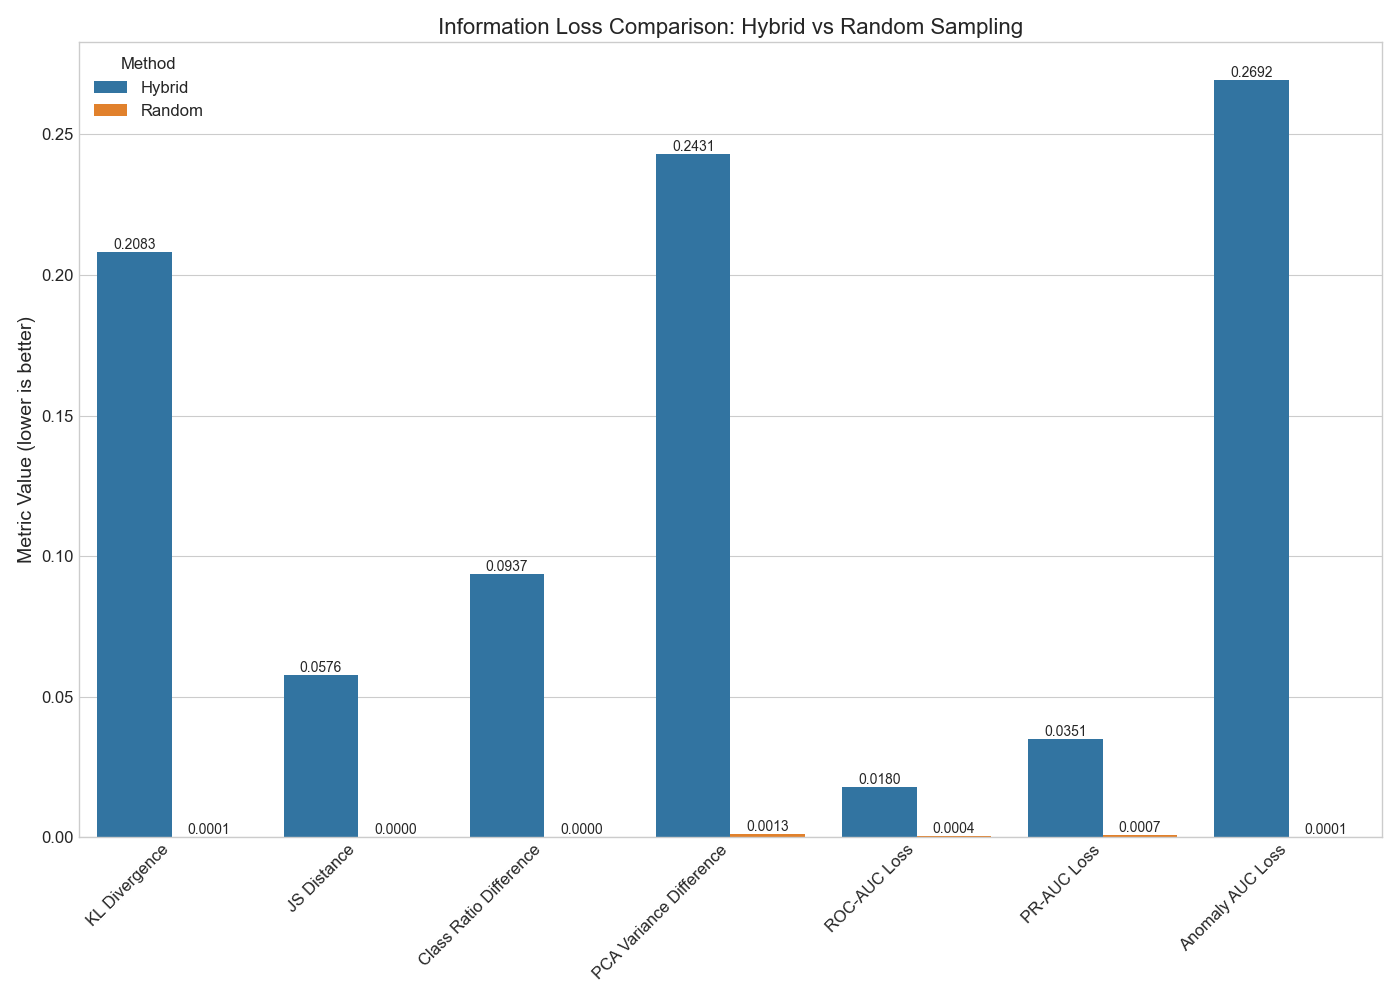 Information Loss Comparison: Hybrid vs Random Sampling
Method
Hybrid
Random
Metric Value (lower is better)
0.25
0.20
0.15
0.10
0.05
0.00
0.2083
0.0001
0.0576
0.0000
0.0937
0.0000
0.2431
0.0013
0.0180
0.0004
0.0351
0.0007
0.2692
0.0001
KL Divergence
JS Distance
Class Ratio Difference
PCA Variance Difference
ROC-AUC Loss
PR-AUC Loss
Anomaly AUC Loss